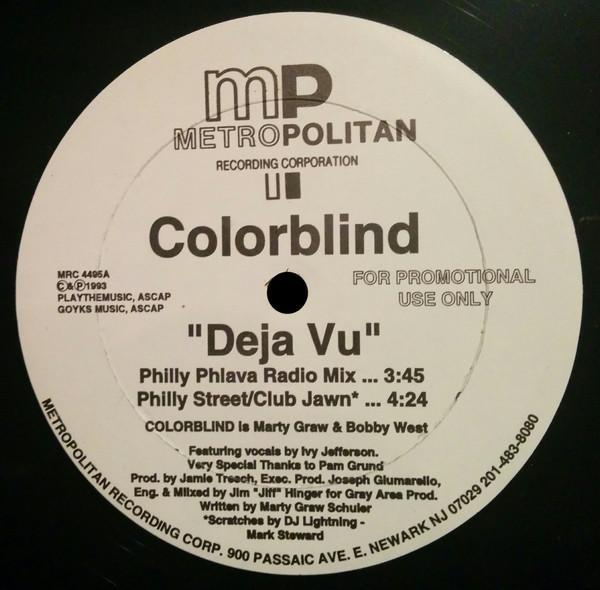 mP
METROPOLITAN
RECORDING CORPORATION
Colorblind
MRC 4495A
©&℗1993
PLAYTHEMUSIC, ASCAP
GOYKS MUSIC, ASCAP
FOR PROMOTIONAL
USE ONLY
"Deja Vu"
Philly Phlava Radio Mix ... 3:45
Philly Street/Club Jawn* ... 4:24
COLORBLIND is Marty Graw & Bobby West
Featuring vocals by Ivy Jefferson.
Very Special Thanks to Pam Grund
Prod. by Jamie Tresch, Exec. Prod. Joseph Giumarello,
Eng. & Miixed by Jim "Jiff" Hinger for Gray Area Prod.
Written by Marty Graw Schuler
*Scratches by DJ Lightning -
Mark Steward
METROPOLITAN RECORDING CORP. 900 PASSAIC AVE. E. NEWARK NJ 07029 201-483-8080